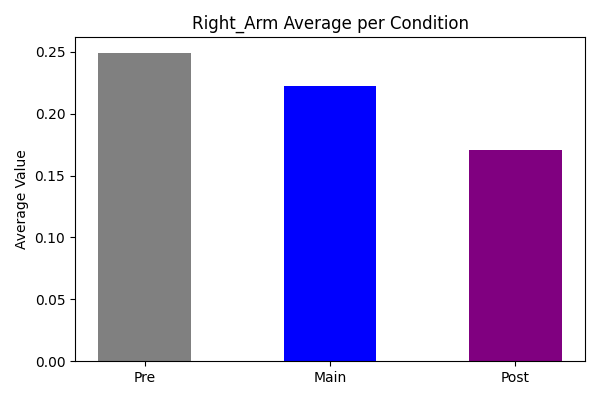 Right_Arm Average per Condition
Average Value
0.25
0.20
0.15
0.10
0.05
0.00
Pre
Main
Post